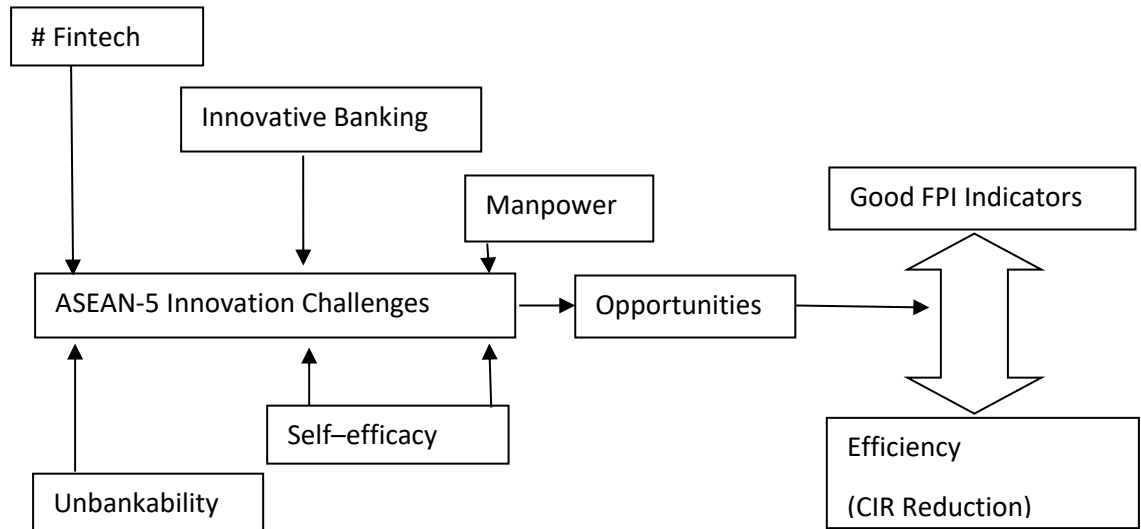 # Fintech
Innovative Banking
Manpower
Good FPI Indicators
ASEAN-5 Innovation Challenges
Opportunities
Self–efficacy
Efficiency
(CIR Reduction)
Unbankability